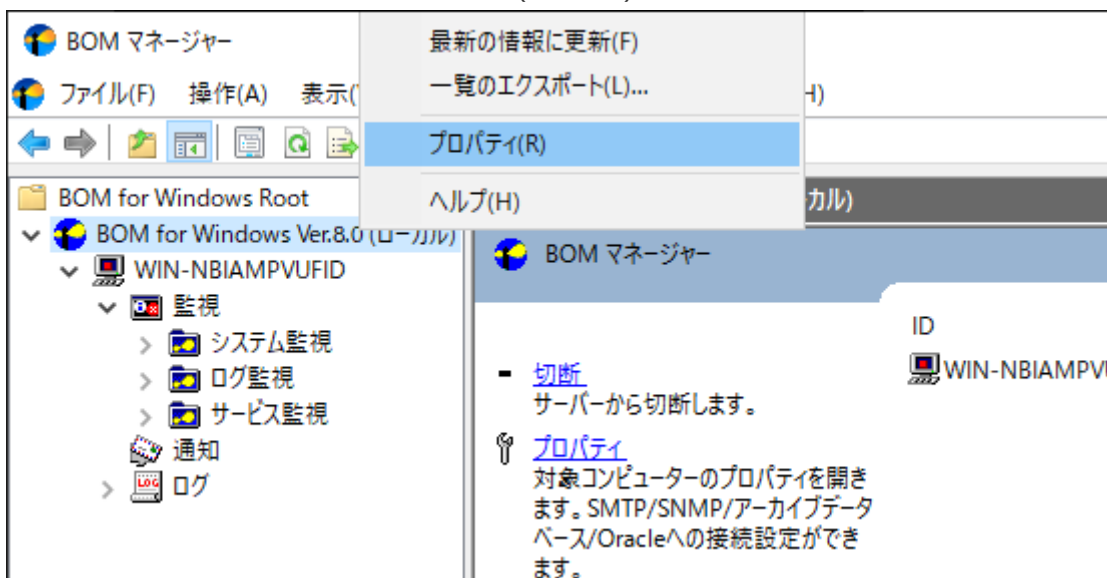 BOM マネージャー
最新の情報に更新(F)
一覧のエクスポート(L)...
ファイル(F) 操作(A) 表示( H)
プロパティ(R)
ヘルプ(H)
BOM for Windows Root
カル)
BOM for Windows Ver.8.0 (ローカル)
BOM マネージャー
WIN-NBIAMPVUFID
監視
システム監視
ログ監視
サービス監視
通知
ログ
LOG
ID
WIN-NBIAMPV
切断
サーバーから切断します。
プロパティ
対象コンピューターのプロパティを開き
ます。SMTP/SNMP/アーカイブデータ
ベース/Oracleへの接続設定ができ
ます。